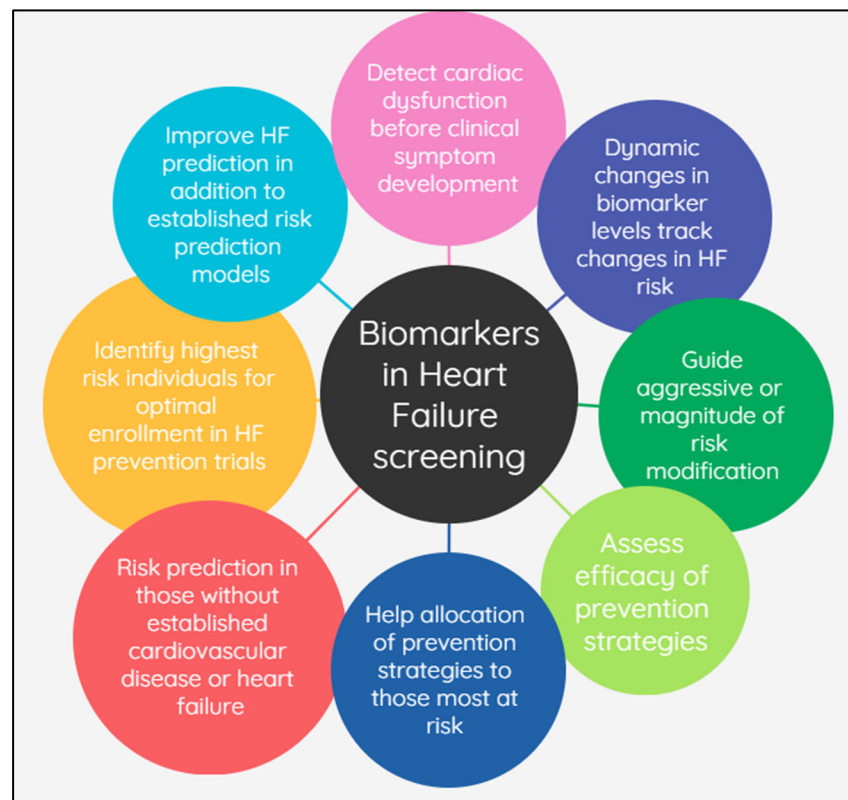 Detect cardiac
dysfunction
before clinical
symptom
development
Dynamic
changes in
biomarker
levels track
changes in HF
risk
Guide
aggressive or
magnitude of
risk
modification
Assess
efficacy of
prevention
strategies
Help allocation
of prevention
strategies to
those most at
risk
Risk prediction in
those without
established
cardiovascular
disease or heart
failure
Identify highest
risk individuals for
optimal
enrollment in HF
prevention trials
Improve HF
prediction in
addition to
established risk
prediction
models
Biomarkers
in Heart
Failure
screening